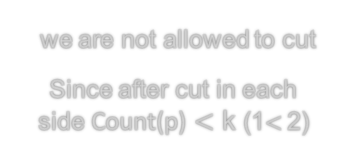 we are not allowed to cut
Since after cut in each
side Count(p) < k (1< 2)